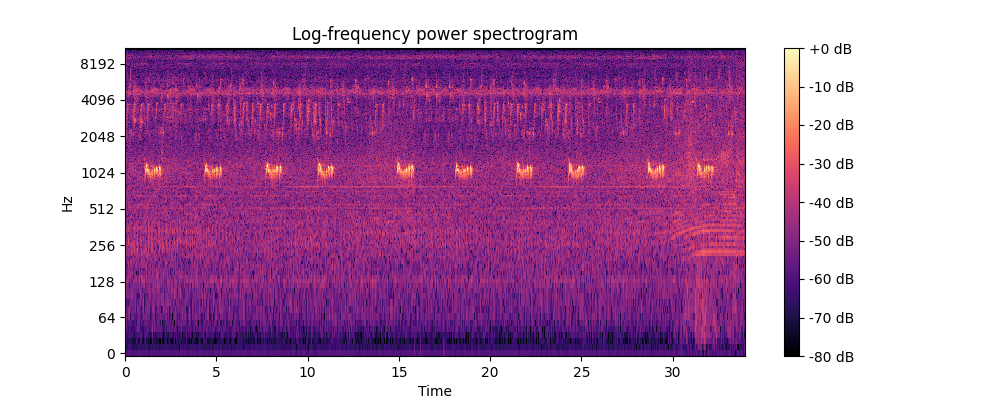 Log-frequency power spectrogram
Hz
8192
4096
2048
1024
512
256
128
64
0
0 5 10 15 20 25 30
Time
+0 dB
-10 dB
-20 dB
-30 dB
-40 dB
-50 dB
-60 dB
-70 dB
-80 dB